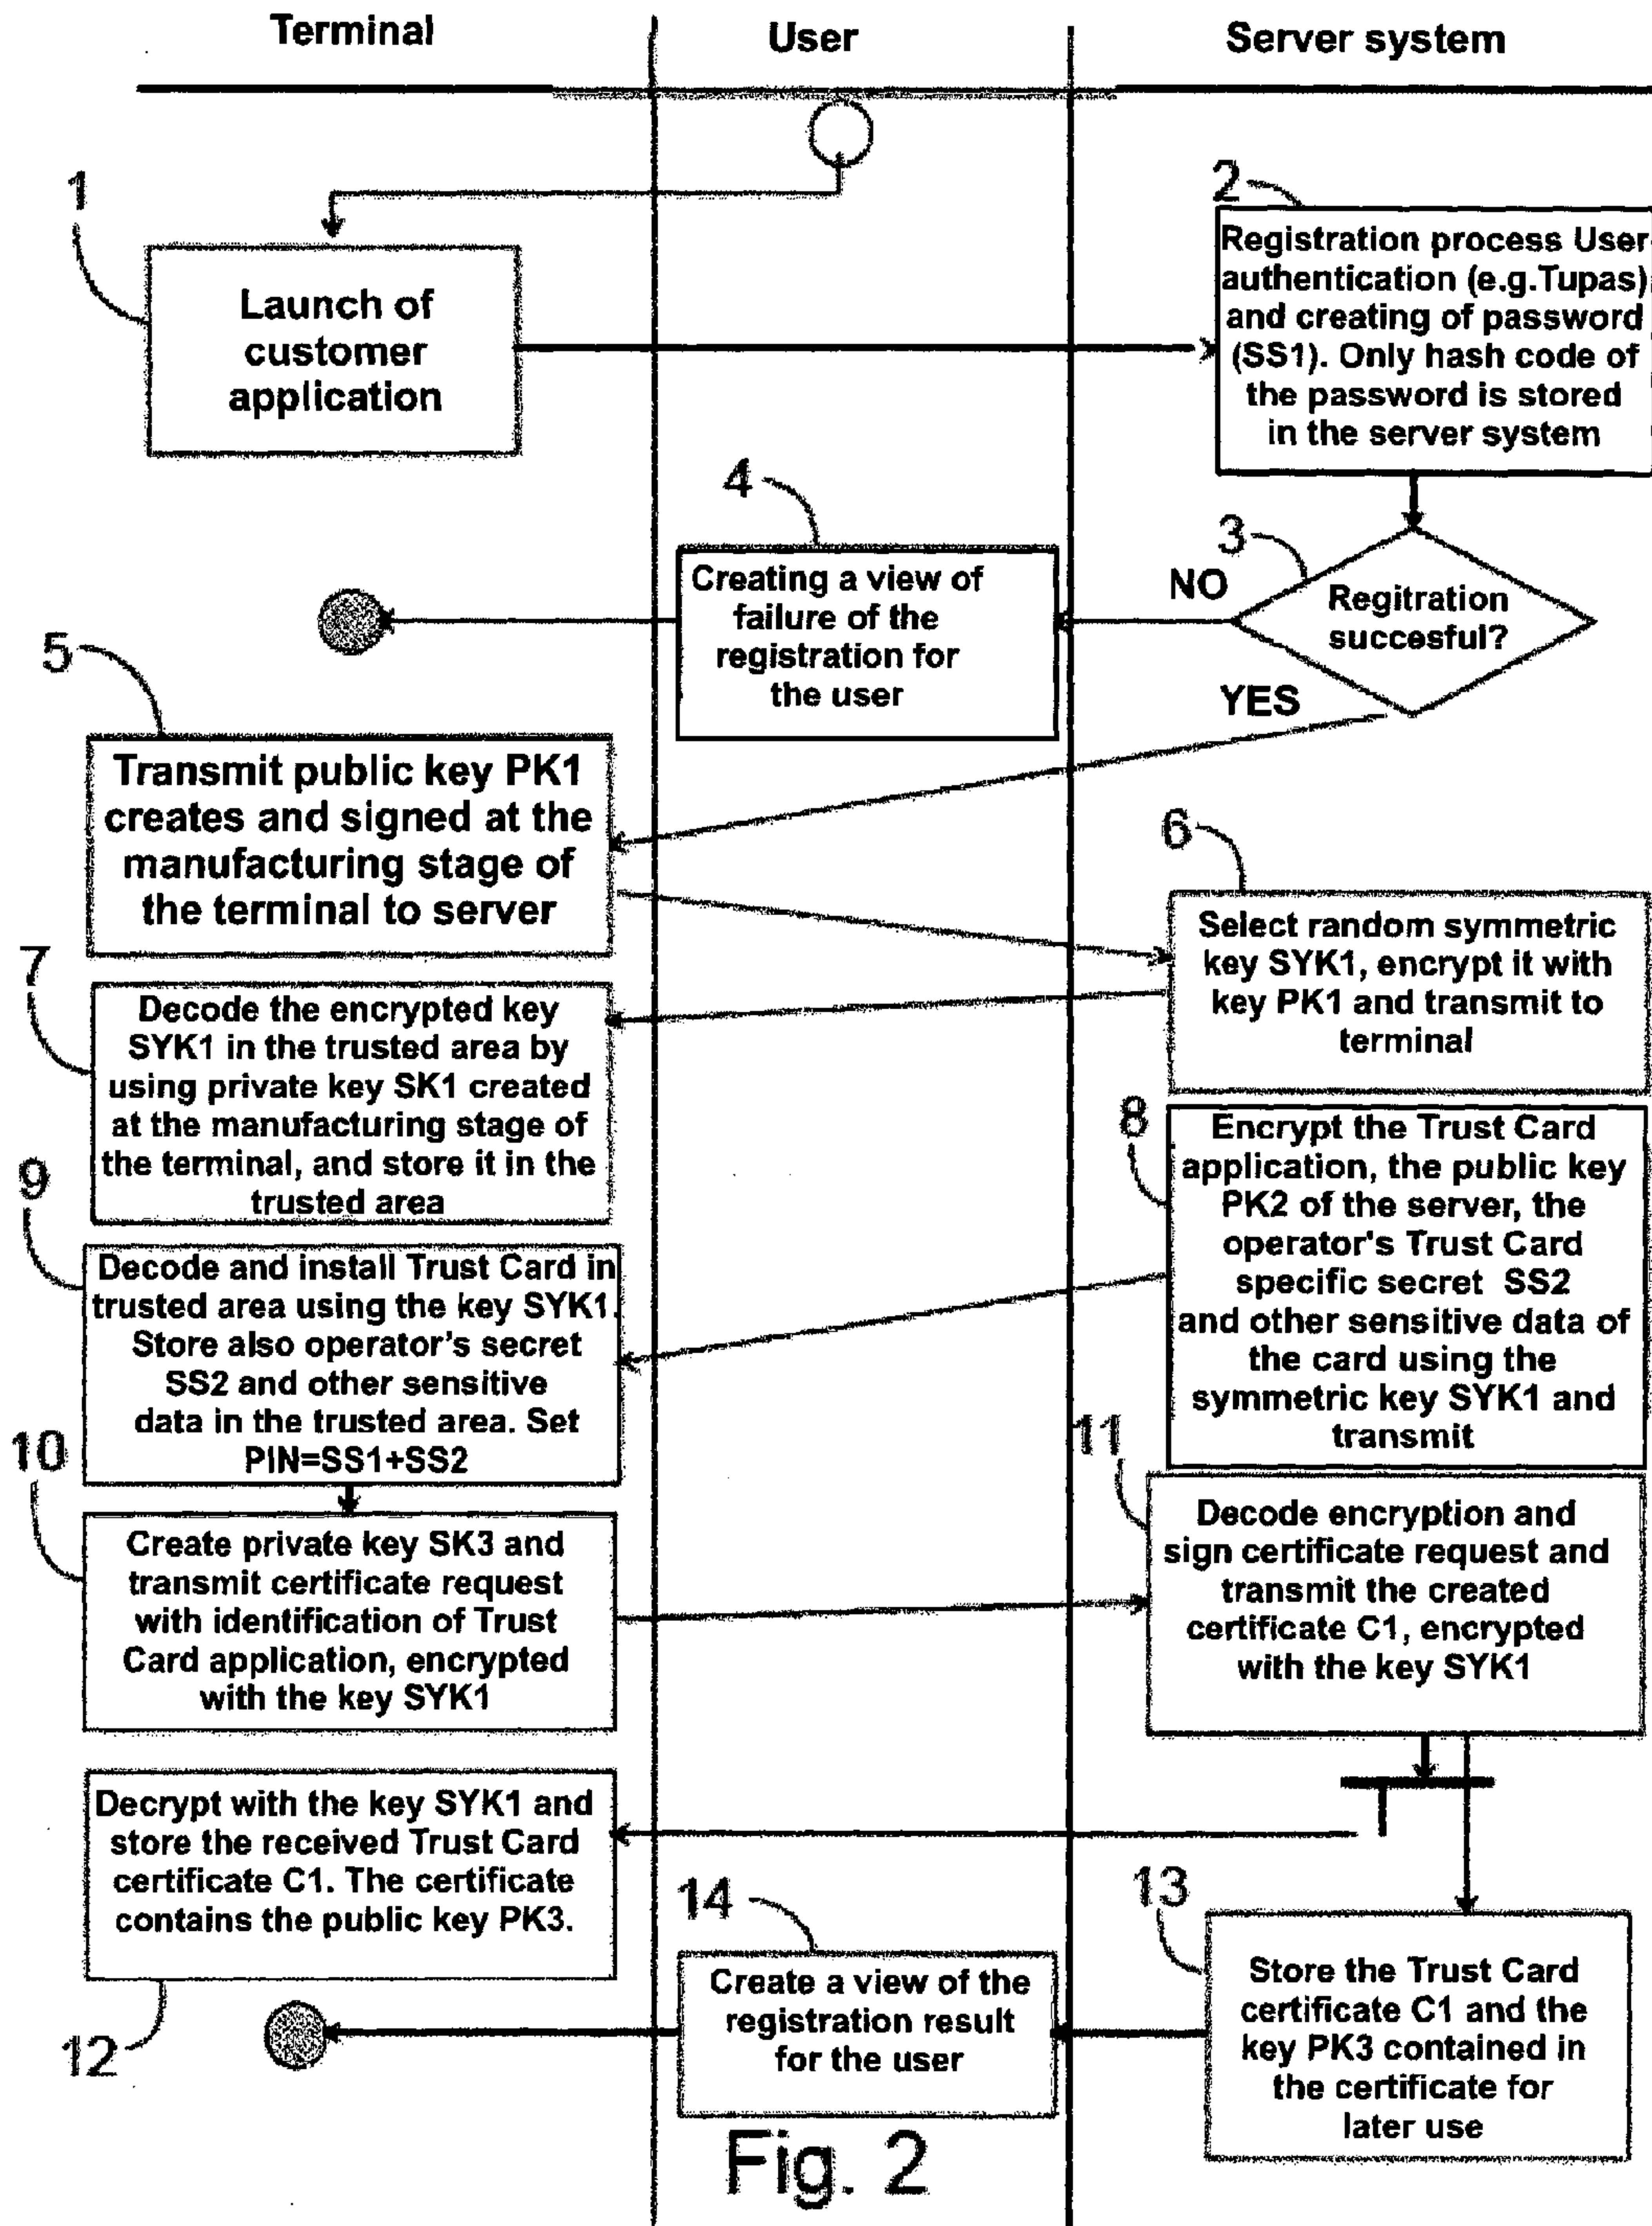 Terminal
User
Server system
1
Launch of
customer
application
2
Registration process User
authentication (e.g.Tupas)
and creating of password
(SS1). Only hash code of
the password is stored
in the server system
3
Regitration
succesful?
NO
YES
4
Creating a view of
failure of the
registration for
the user
5
Transmit public key PK1
creates and signed at the
manufacturing stage of
the terminal to server
6
Select random symmetric
key SYK1, encrypt it with
key PK1 and transmit to
terminal
7
Decode the encrypted key
SYK1 in the trusted area by
using private key SK1 created
at the manufacturing stage of
the terminal, and store it in the
trusted area
8
Encrypt the Trust Card
application, the public key
PK2 of the server, the
operator's Trust Card
specific secret SS2
and other sensitive data of
the card using the
symmetric key SYK1 and
transmit
9
Decode and install Trust Card in
trusted area using the key SYK1.
Store also operator's secret
SS2 and other sensitive
data in the trusted area. Set
PIN=SS1+SS2
10
Create private key SK3 and
transmit certificate request
with identification of Trust
Card application, encrypted
with the key SYK1
11
Decode encryption and
sign certificate request and
transmit the created
certificate C1, encrypted
with the key SYK1
Decrypt with the key SYK1 and
store the received Trust Card
certificate C1. The certificate
contains the public key PK3.
12
13
Store the Trust Card
certificate C1 and the
key PK3 contained in
the certificate for
later use
14
Create a view of the
registration result
for the user
Fig. 2